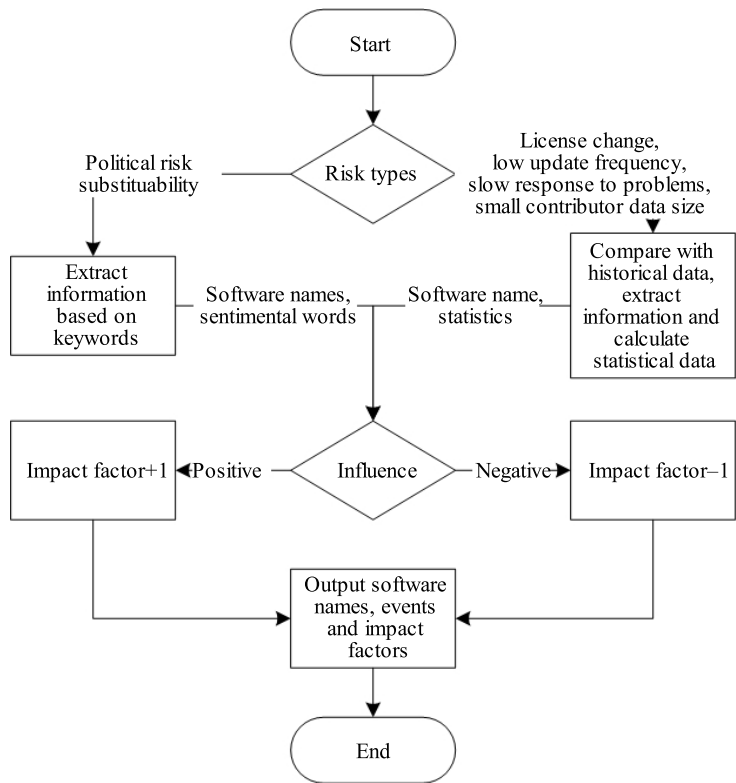 Start
Risk types
Political risk
substituability
License change,
low update frequency,
slow response to problems,
small contributor data size
Extract
information
based on
keywords
Software names,
sentimental words
Software name,
statistics
Compare with
historical data,
extract
information and
calculate
statistical data
Impact factor+1
Positive
Influence
Negative
Impact factor–1
Output software
names, events
and impact
factors
End